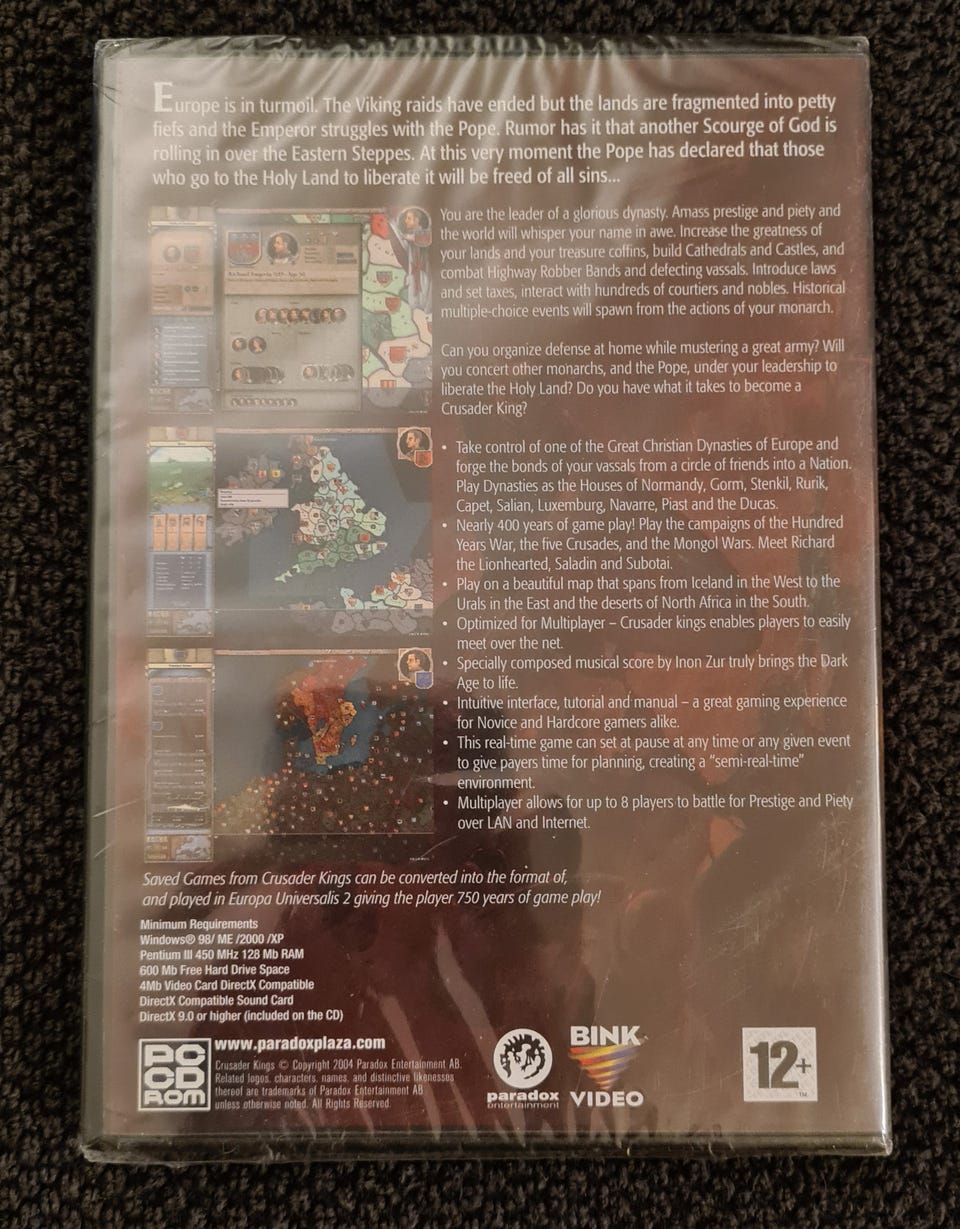 Europe is in turmoil. The Viking raids have ended but the lands are fragmented into petty
fiefs and the Emperor struggles with the Pope. Rumor has it that another Scourge of God is
rolling in over the Eastern Steppes. At this very moment the Pope has declared that those
who go to the Holy Land to liberate it will be freed of all sins...
You are the leader of a glorious dynasty. Amass prestige and piety and
the world will whisper your name in awe. Increase the greatness of
your lands and your treasure coffins, build Cathedrals and Castles, and
combat Highway Robber Bands and defecting vassals. Introduce laws
and set taxes, interact with hundreds of courtiers and nobles. Historical
multiple-choice events will spawn from the actions of your monarch.
Can you organize defense at home while mustering a great army? Will
you concert other monarchs, and the Pope, under your leadership to
liberate the Holy Land? Do you have what it takes to become a
Crusader King?
• Take control of one of the Great Christian Dynasties of Europe and
forge the bonds of your vassals from a circle of friends into a Nation.
Play Dynasties as the Houses of Normandy, Gorm, Stenkil, Rurik,
Capet, Salian, Luxemburg, Navarre, Piast and the Ducas.
• Nearly 400 years of game play! Play the campaigns of the Hundred
Years War, the five Crusades, and the Mongol Wars. Meet Richard
the Lionhearted, Saladin and Subotai.
• Play on a beautiful map that spans from Iceland in the West to the
Urals in the East and the deserts of North Africa in the South.
• Optimized for Multiplayer – Crusader kings enables players to easily
meet over the net.
• Specially composed musical score by Inon Zur truly brings the Dark
Age to life.
• Intuitive interface, tutorial and manual – a great gaming experience
for Novice and Hardcore gamers alike.
• This real-time game can set at pause at any time or any given event
to give payers time for planning, creating a "semi-real-time"
environment.
• Multiplayer allows for up to 8 players to battle for Prestige and Piety
over LAN and Internet.
Saved Games from Crusader Kings can be converted into the format of,
and played in Europa Universalis 2 giving the player 750 years of game play!
Minimum Requirements
Windows® 98/ ME /2000 /XP
Pentium III 450 MHz 128 Mb RAM
600 Mb Free Hard Drive Space
4Mb Video Card DirectX Compatible
DirectX Compatible Sound Card
DirectX 9.0 or higher (included on the CD)
PC
CD
ROM
www.paradoxplaza.com
Crusader Kings © Copyright 2004 Paradox Entertainment AB.
Related logos, characters, names, and distinctive likenesses
thereof are trademarks of Paradox Entertainment AB
unless otherwise noted. All Rights Reserved.
paradox
entertainment
BINK
VIDEO
12+
TM